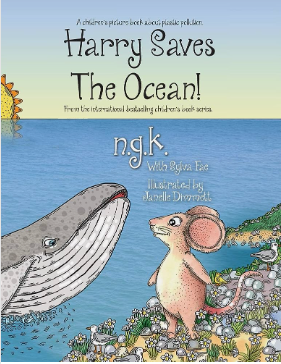 A children's picture book about plastic pollution.
Harry Saves
The Ocean!
From the international bestselling children's book series.
n.g.k.
With Sylva Fae
Illustrated by
Janelle Dimmett